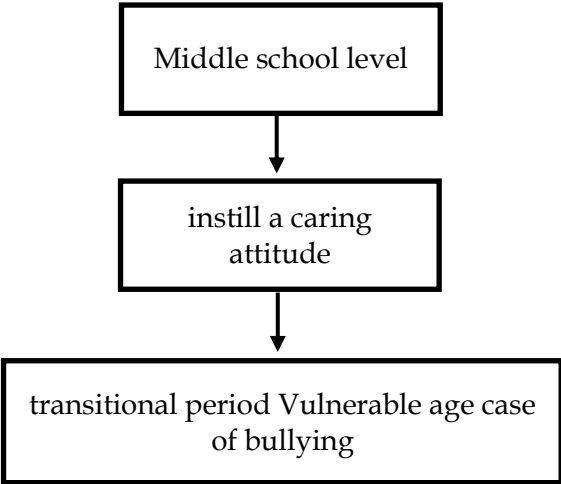 Middle school level
instill a caring
attitude
transitional period Vulnerable age case
of bullying